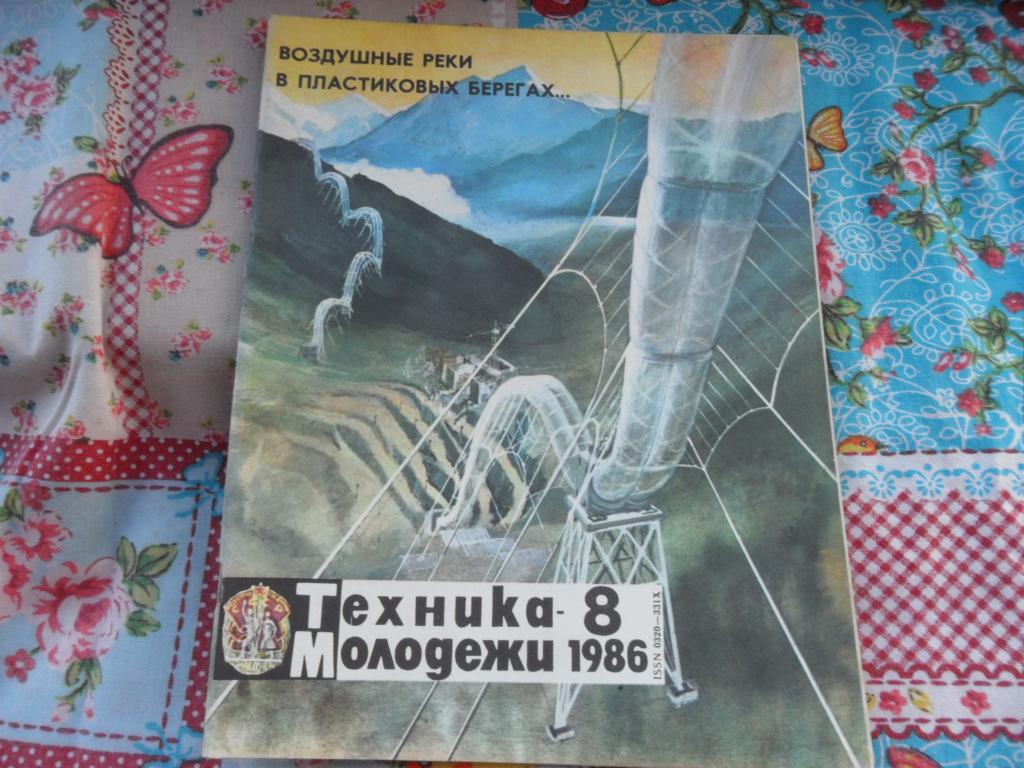 ВОЗДУШНЫЕ РЕКИ
В ПЛАСТИКОВЫХ БЕРЕГАХ...
Техника- 8
Молодежи 1986
ISSN 0320—331X